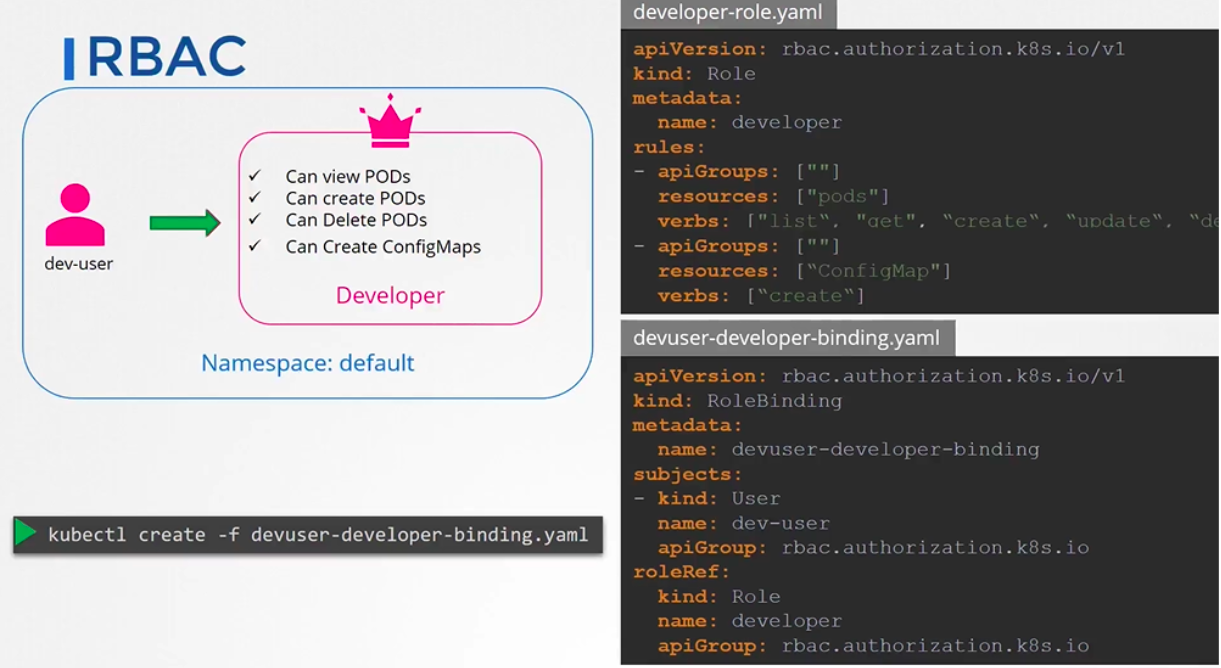 RBAC
dev-user
✓ Can view PODs
✓ Can create PODs
✓ Can Delete PODs
✓ Can Create ConfigMaps
Developer
Namespace: default
kubectl create -f devuser-developer-binding.yaml
developer-role.yaml
apiVersion: rbac.authorization.k8s.io/v1
kind: Role
metadata:
  name: developer
rules:
- apiGroups: [""]
  resources: ["pods"]
  verbs: ["list“, "get", “create“, “update“, “de
- apiGroups: [""]
  resources: [“ConfigMap"]
  verbs: [“create“]
devuser-developer-binding.yaml
apiVersion: rbac.authorization.k8s.io/v1
kind: RoleBinding
metadata:
  name: devuser-developer-binding
subjects:
- kind: User
  name: dev-user
  apiGroup: rbac.authorization.k8s.io
roleRef:
  kind: Role
  name: developer
  apiGroup: rbac.authorization.k8s.io